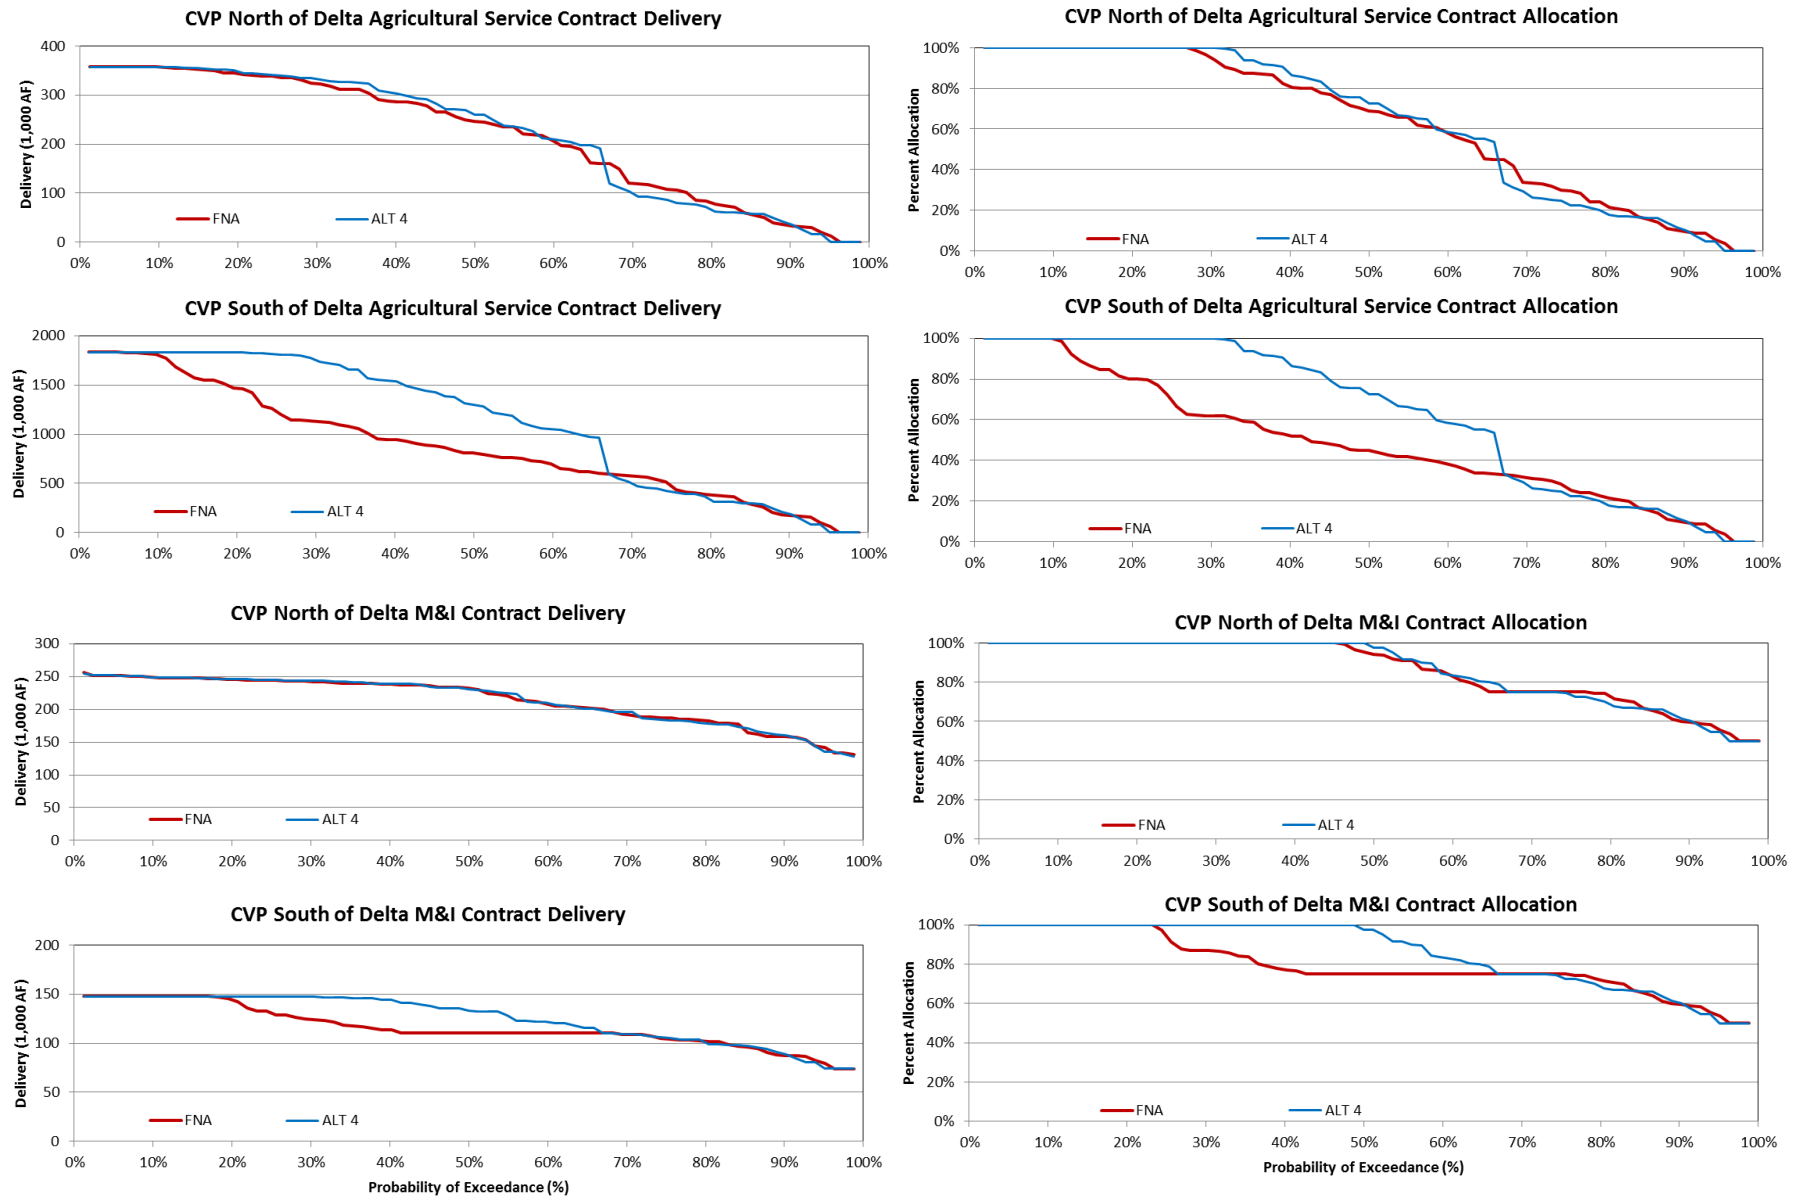 CVP North of Delta Agricultural Service Contract Delivery
Delivery (1,000 AF)
400
300
200
100
0
FNA
ALT 4
0% 10% 20% 30% 40% 50% 60% 70% 80% 90% 100%
CVP North of Delta Agricultural Service Contract Allocation
Percent Allocation
100%
80%
60%
40%
20%
0%
FNA
ALT 4
0% 10% 20% 30% 40% 50% 60% 70% 80% 90% 100%
CVP South of Delta Agricultural Service Contract Delivery
Delivery (1,000 AF)
2000
1500
1000
500
0
FNA
ALT 4
0% 10% 20% 30% 40% 50% 60% 70% 80% 90% 100%
CVP South of Delta Agricultural Service Contract Allocation
Percent Allocation
100%
80%
60%
40%
20%
0%
FNA
ALT 4
0% 10% 20% 30% 40% 50% 60% 70% 80% 90% 100%
CVP North of Delta M&I Contract Delivery
Delivery (1,000 AF)
300
250
200
150
100
50
0
FNA
ALT 4
0% 10% 20% 30% 40% 50% 60% 70% 80% 90% 100%
CVP North of Delta M&I Contract Allocation
Percent Allocation
100%
80%
60%
40%
20%
0%
FNA
ALT 4
0% 10% 20% 30% 40% 50% 60% 70% 80% 90% 100%
CVP South of Delta M&I Contract Delivery
Delivery (1,000 AF)
200
150
100
50
0
FNA
ALT 4
0% 10% 20% 30% 40% 50% 60% 70% 80% 90% 100%
Probability of Exceedance (%)
CVP South of Delta M&I Contract Allocation
Percent Allocation
100%
80%
60%
40%
20%
0%
FNA
ALT 4
0% 10% 20% 30% 40% 50% 60% 70% 80% 90% 100%
Probability of Exceedance (%)